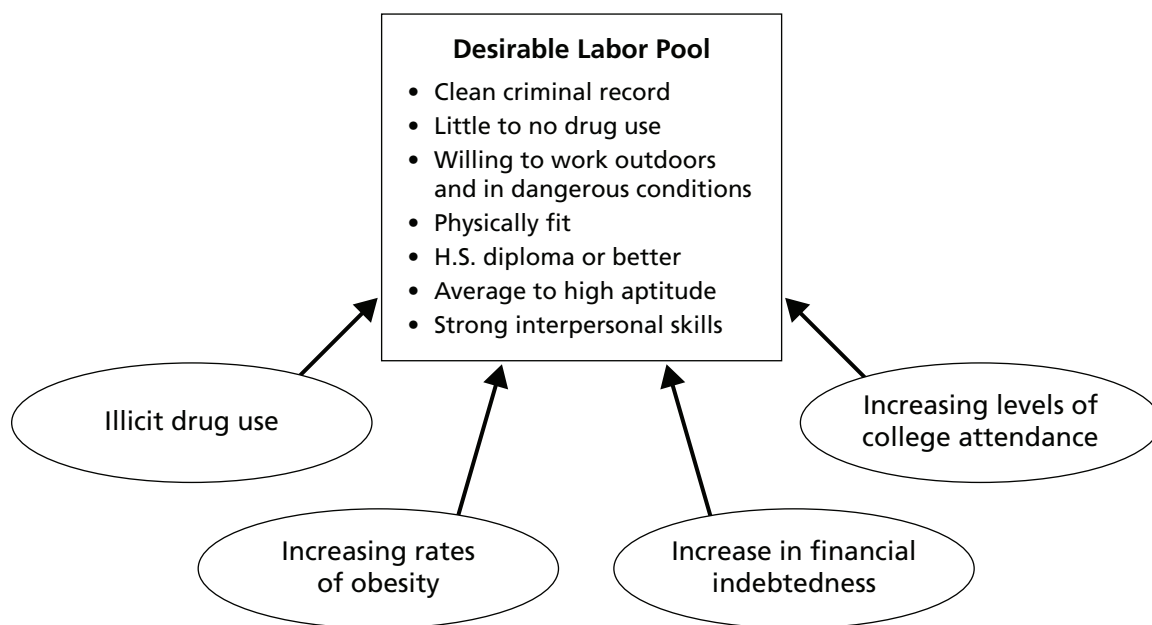 Desirable Labor Pool
• Clean criminal record
• Little to no drug use
• Willing to work outdoors
and in dangerous conditions
• Physically fit
• H.S. diploma or better
• Average to high aptitude
• Strong interpersonal skills
Illicit drug use
Increasing levels of
college attendance
Increasing rates
of obesity
Increase in financial
indebtedness